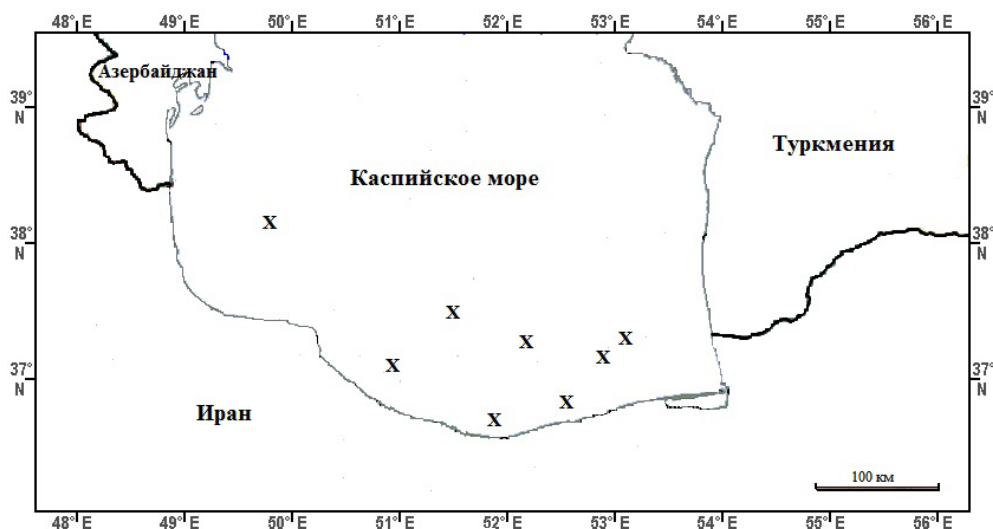 48° E 49° E 50° E 51° E 52° E 53° E 54° E 55° E 56° E
Азербайджан
39° N 39° N
Туркмения
Каспийское море
X
38° N 38° N
X
X X
X X
37° N 37° N
X
X
Иран
100 км
48° E 49° E 50° E 51° E 52° E 53° E 54° E 55° E 56° E